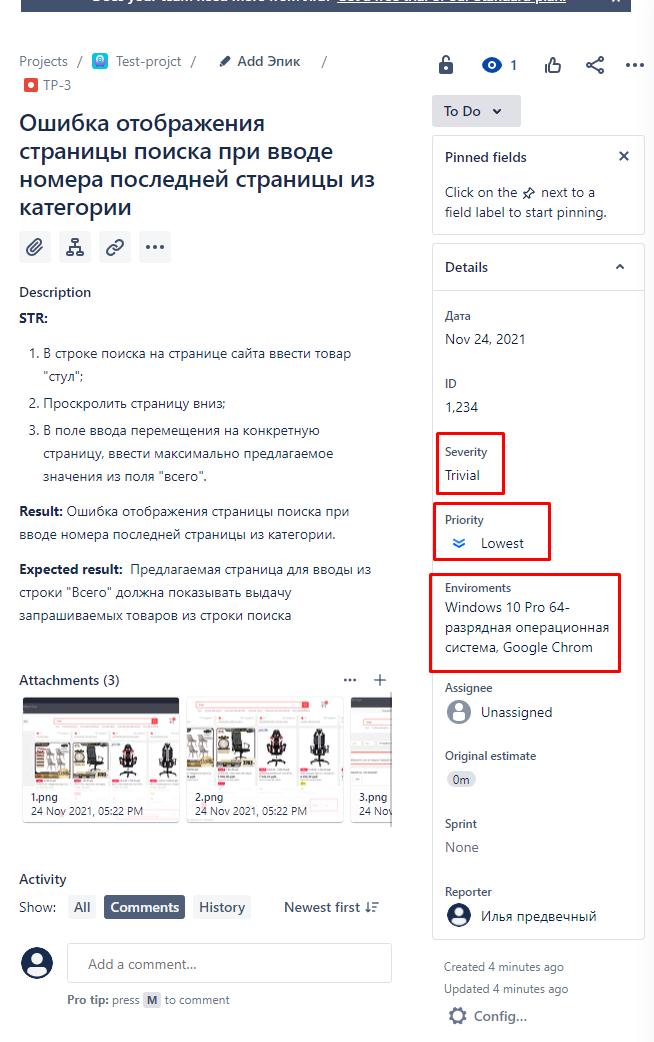 Projects / Test-projct / Add Эпик /
TP-3
Ошибка отображения
страницы поиска при вводе
номера последней страницы из
категории
Description
STR:
1. В строке поиска на странице сайта ввести товар
"стул";
2. Проскролить страницу вниз;
3. В поле ввода перемещения на конкретную
страницу, ввести максимально предлагаемое
значения из поля "всего".
Result: Ошибка отображения страницы поиска при
вводе номера последней страницы из категории.
Expected result: Предлагаемая страница для вводы из
строки "Всего" должна показывать выдачу
запрашиваемых товаров из строки поиска
Attachments (3)
1.png
24 Nov 2021, 05:22 PM
2.png
24 Nov 2021, 05:22 PM
3.png
24 Nov
Activity
Show: All Comments History Newest first
Add a comment...
Pro tip: press M to comment
1
To Do
Pinned fields
Click on the next to a
field label to start pinning.
Details
Дата
Nov 24, 2021
ID
1,234
Severity
Trivial
Priority
Lowest
Enviroments
Windows 10 Pro 64-
разрядная операционная
система, Google Chrom
Assignee
Unassigned
Original estimate
0m
Sprint
None
Reporter
Илья предвечный
Created 4 minutes ago
Updated 4 minutes ago
Config...